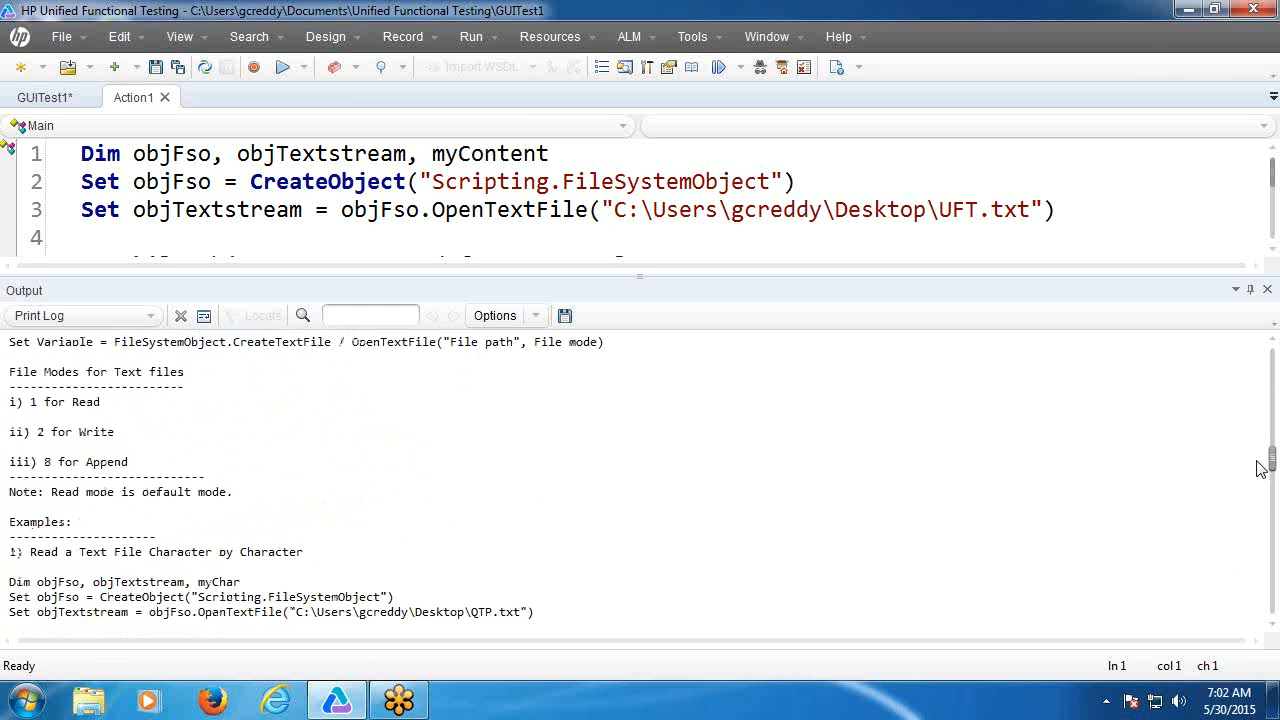 HP Unified Functional Testing - C:\Users\gcreddy\Documents\Unified Functional Testing\GUITest1
File Edit View Search Design Record Run Resources ALM Tools Window Help
Import WSDL
GUITest1* Action1
Main
1 Dim objFso, objTextstream, myContent
2 Set objFso = CreateObject("Scripting.FileSystemObject")
3 Set objTextstream = objFso.OpenTextFile("C:\Users\gcreddy\Desktop\UFT.txt")
4
Output
Print Log Locate Options
Set Variable = FileSystemObject.CreateTextFile / OpenTextFile("File path", File mode)
File Modes for Text files
-------------------------
i) 1 for Read
ii) 2 for Write
iii) 8 for Append
----------------------------
Note: Read mode is default mode.
Examples:
---------------------
1) Read a Text File Character by Character
Dim objFso, objTextstream, myChar
Set objFso = CreateObject("Scripting.FileSystemObject")
Set objTextstream = objFso.OpanTextFile("C:\Users\gcreddy\Desktop\QTP.txt")
Ready ln 1 col 1 ch 1
7:02 AM
5/30/2015